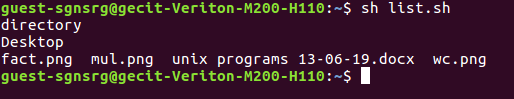 guest-sgnsrg@gecit-Veriton-M200-H110:~$ sh list.sh
directory
Desktop
fact.png  mul.png  unix programs 13-06-19.docx  wc.png
guest-sgnsrg@gecit-Veriton-M200-H110:~$